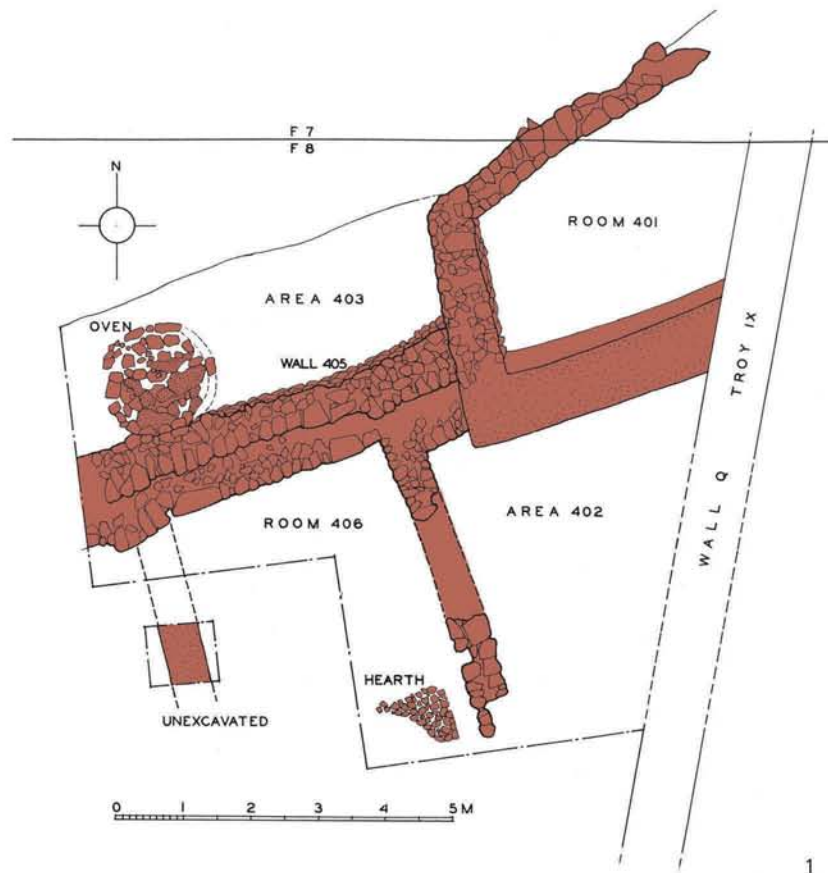 F 7
F 8
N
ROOM 401
AREA 403
OVEN
WALL 405
WALL Q TROY IX
ROOM 406
AREA 402
HEARTH
UNEXCAVATED
0 1 2 3 4 5 M
1